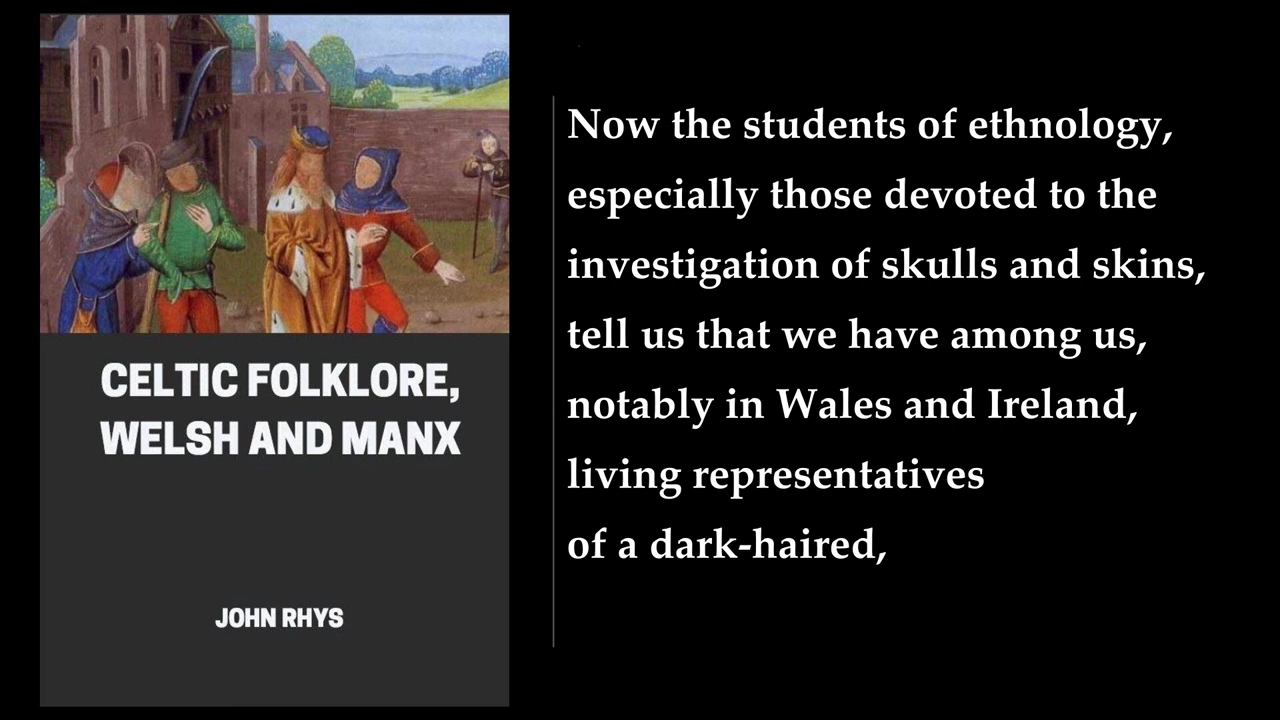 CELTIC FOLKLORE,
WELSH AND MANX
JOHN RHYS
Now the students of ethnology,
especially those devoted to the
investigation of skulls and skins,
tell us that we have among us,
notably in Wales and Ireland,
living representatives
of a dark-haired,